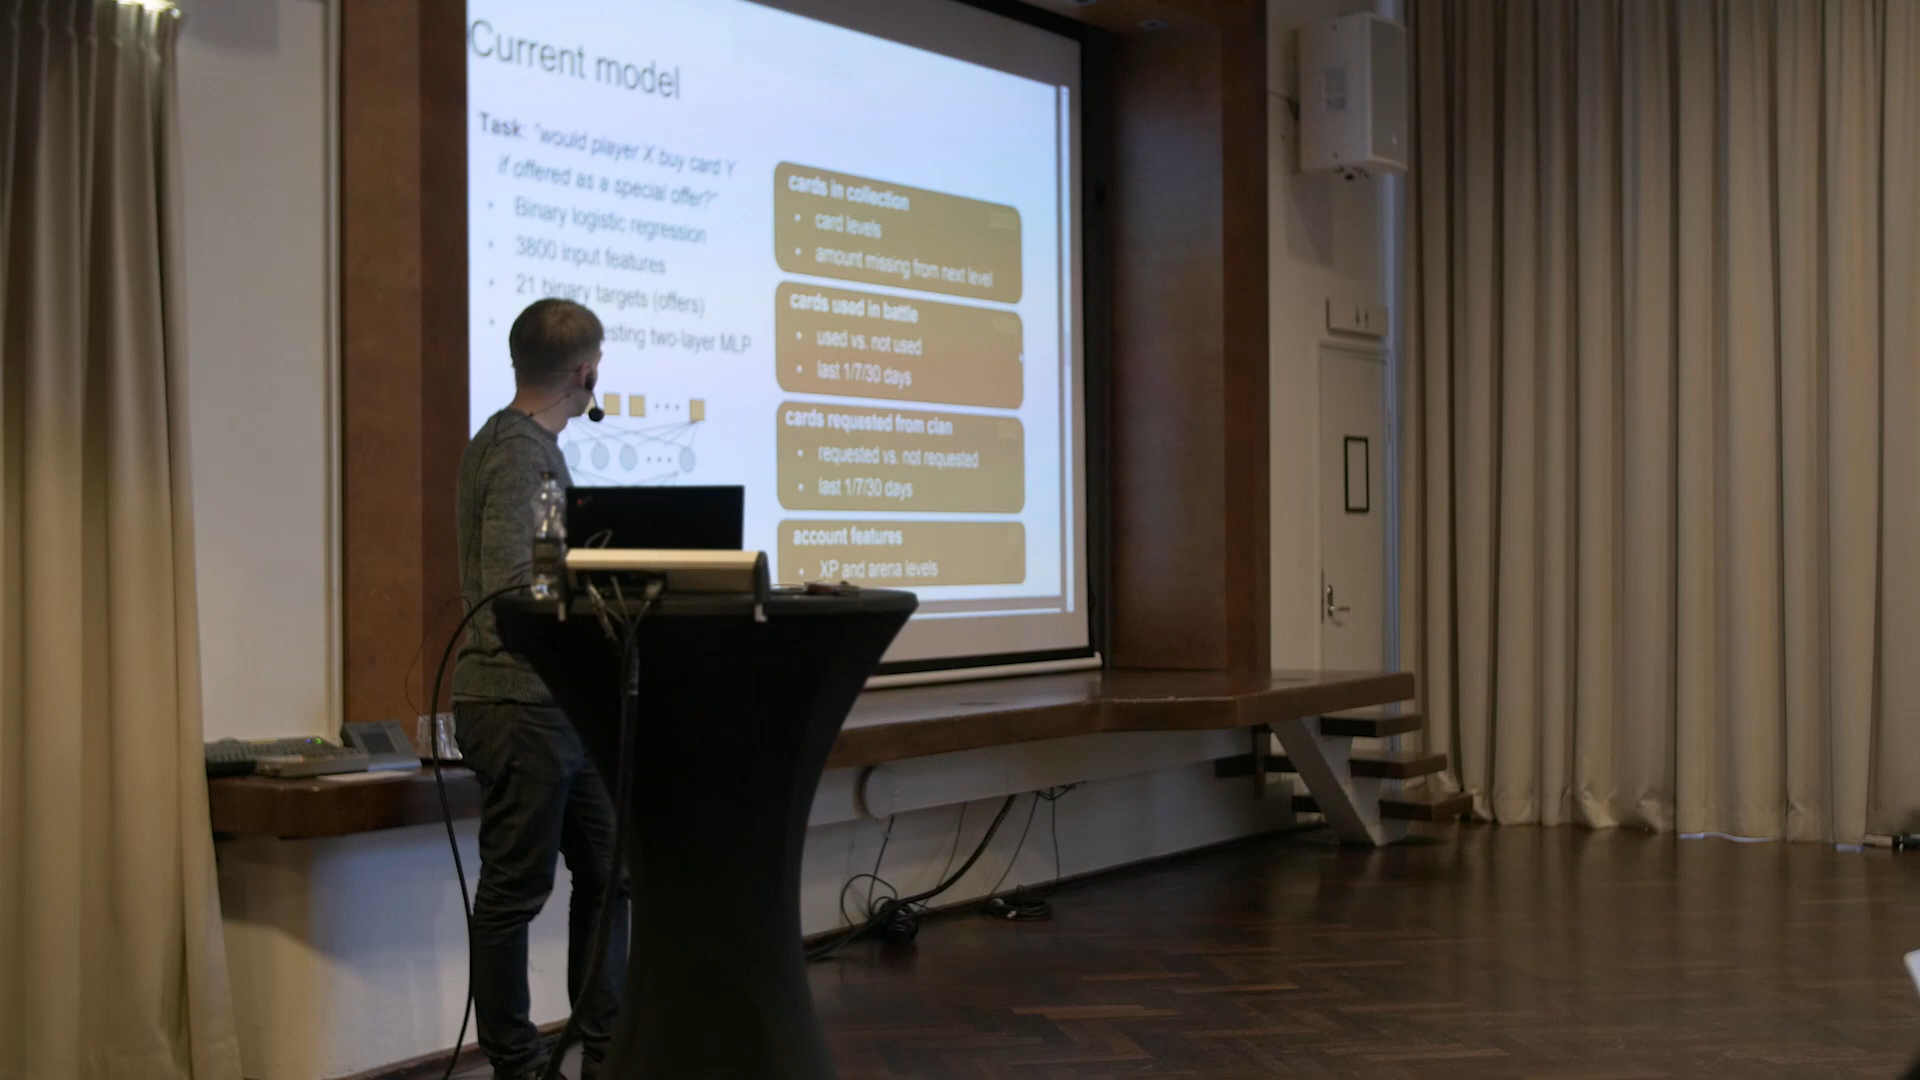 Current model
Task: "would player X buy card Y
if offered as a special offer?"
• Binary logistic regression
• 3800 input features
• 21 binary targets (offers)
• esting two-layer MLP
cards in collection
• card levels
• amount missing from next level
cards used in battle
• used vs. not used
• last 1/7/30 days
cards requested from clan
• requested vs. not requested
• last 1/7/30 days
account features
• XP and arena levels